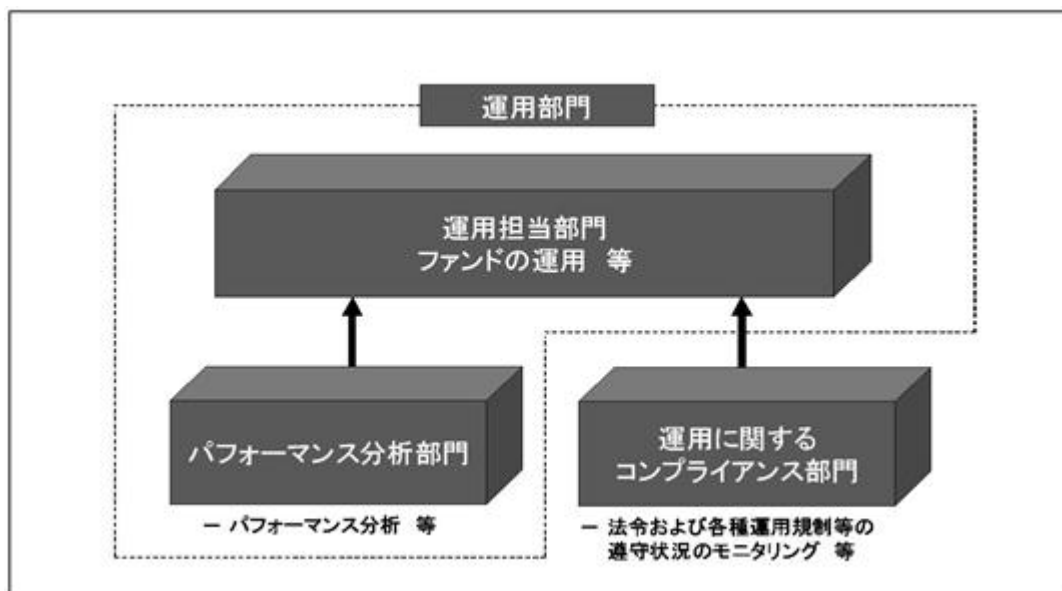 運用部門
運用担当部門
ファンドの運用 等
パフォーマンス分析部門
− パフォーマンス分析 等
運用に関する
コンプライアンス部門
− 法令および各種運用規制等の
遵守状況のモニタリング 等